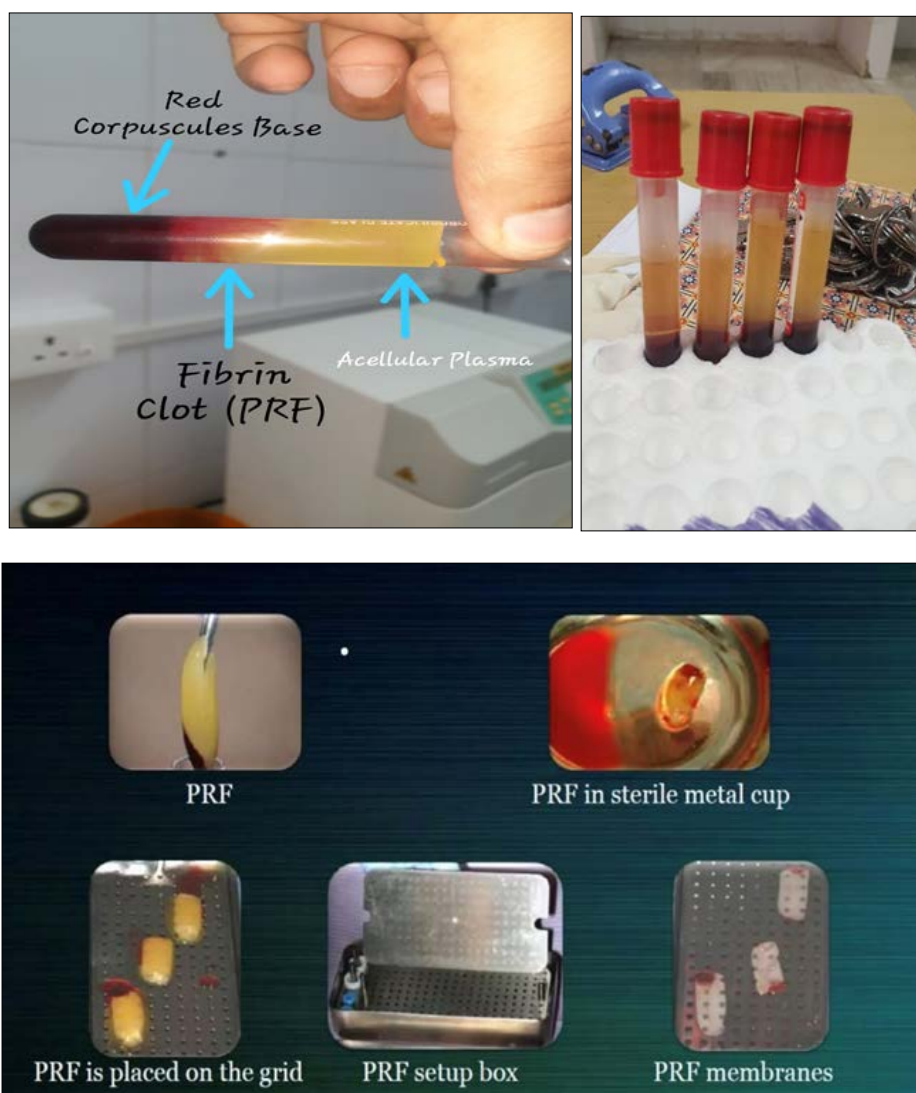 Red
Corpuscules Base
Fibrin
Clot (PRF)
Acellular Plasma
PRF
PRF in sterile metal cup
PRF is placed on the grid
PRF setup box
PRF membranes